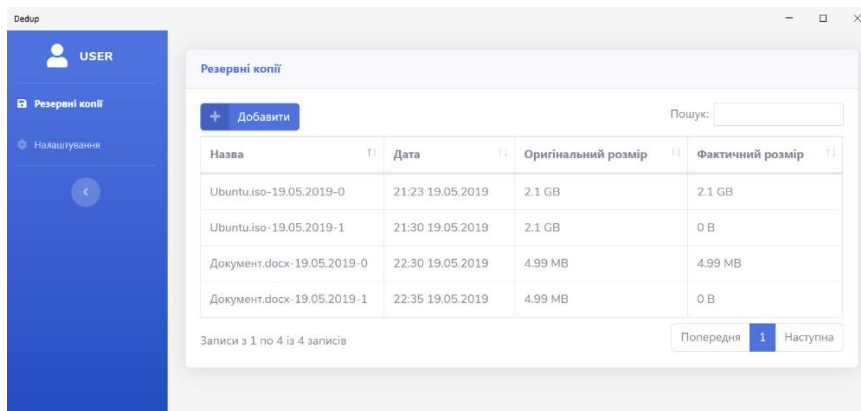 Dedup
USER
Резервні копії
Налаштування
Резервні копії
Добавити
Пошук:
Назва Дата Оригінальний розмір Фактичний розмір
Ubuntu.iso-19.05.2019-0 21:23 19.05.2019 2.1 GB 2.1 GB
Ubuntu.iso-19.05.2019-1 21:30 19.05.2019 2.1 GB 0 B
Документ.docx-19.05.2019-0 22:30 19.05.2019 4.99 MB 4.99 MB
Документ.docx-19.05.2019-1 22:35 19.05.2019 4.99 MB 0 B
Записи з 1 по 4 із 4 записів
Попередня 1 Наступна